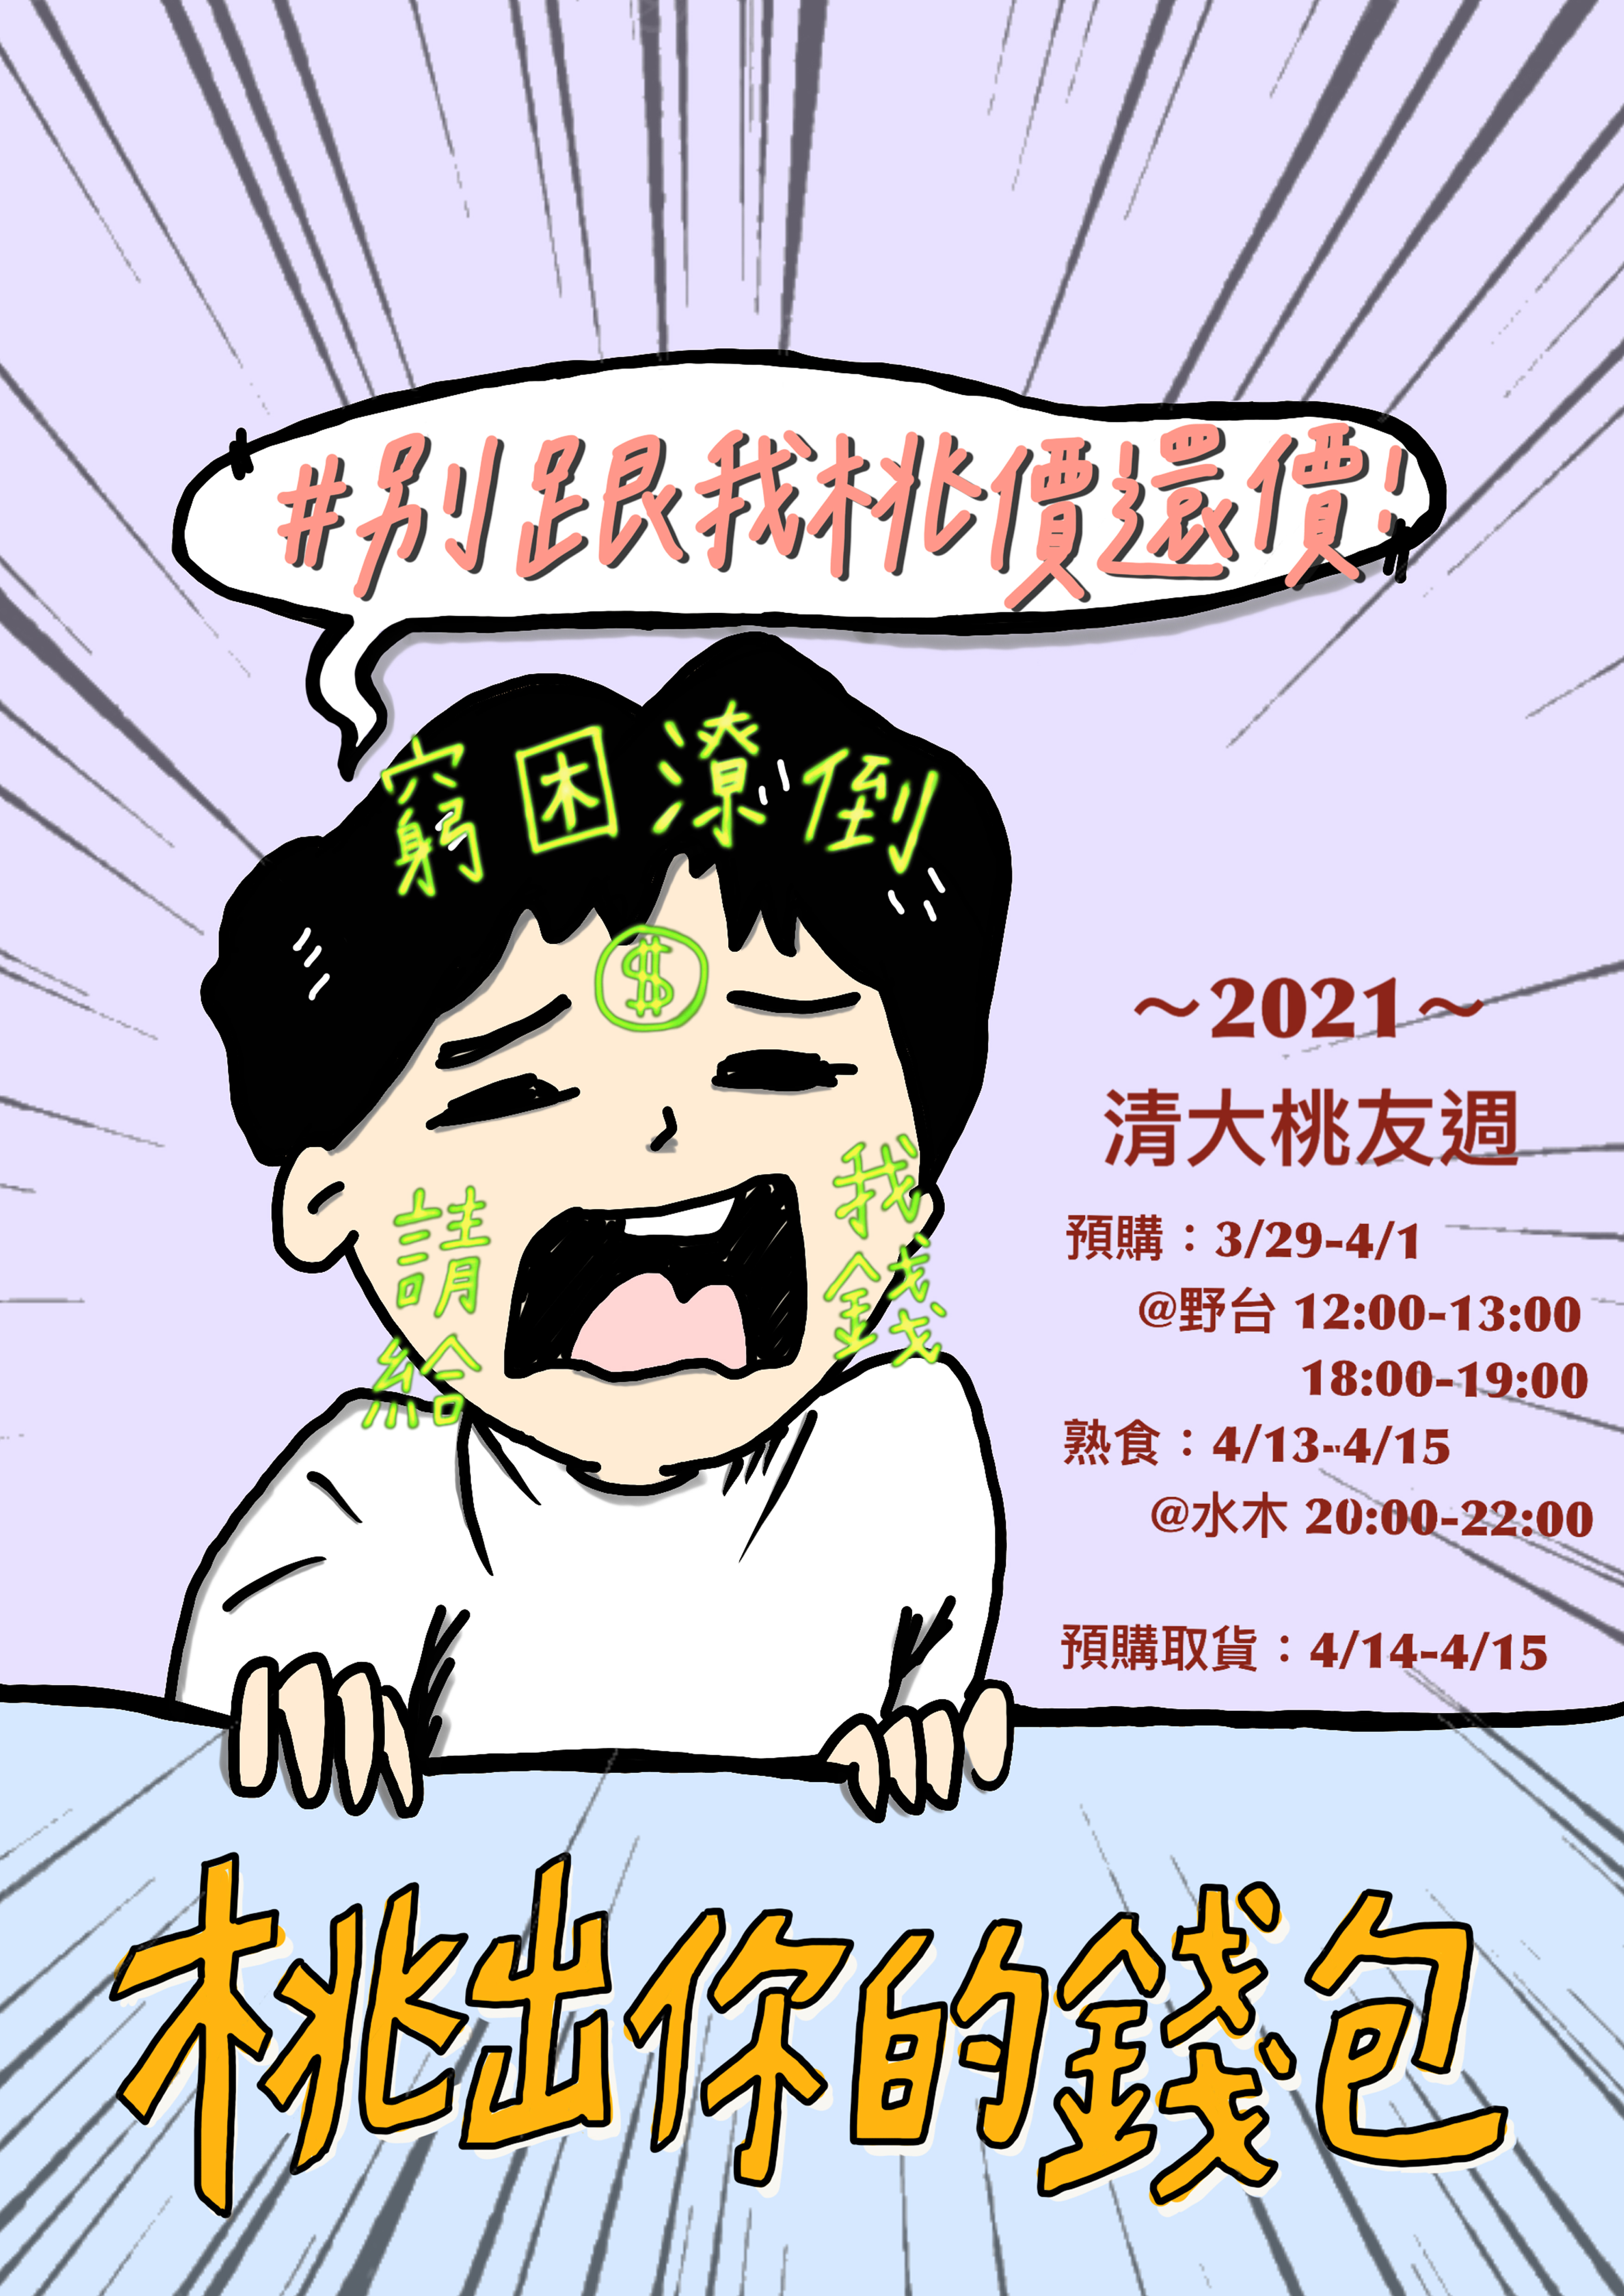 #別跟我桃價還價!
窮困潦倒
$
請給
我錢
～2021～
清大桃友週
預購：3/29-4/1
@野台 12:00-13:00
18:00-19:00
熟食：4/13-4/15
@水木 20:00-22:00
預購取貨：4/14-4/15
桃出你的錢包